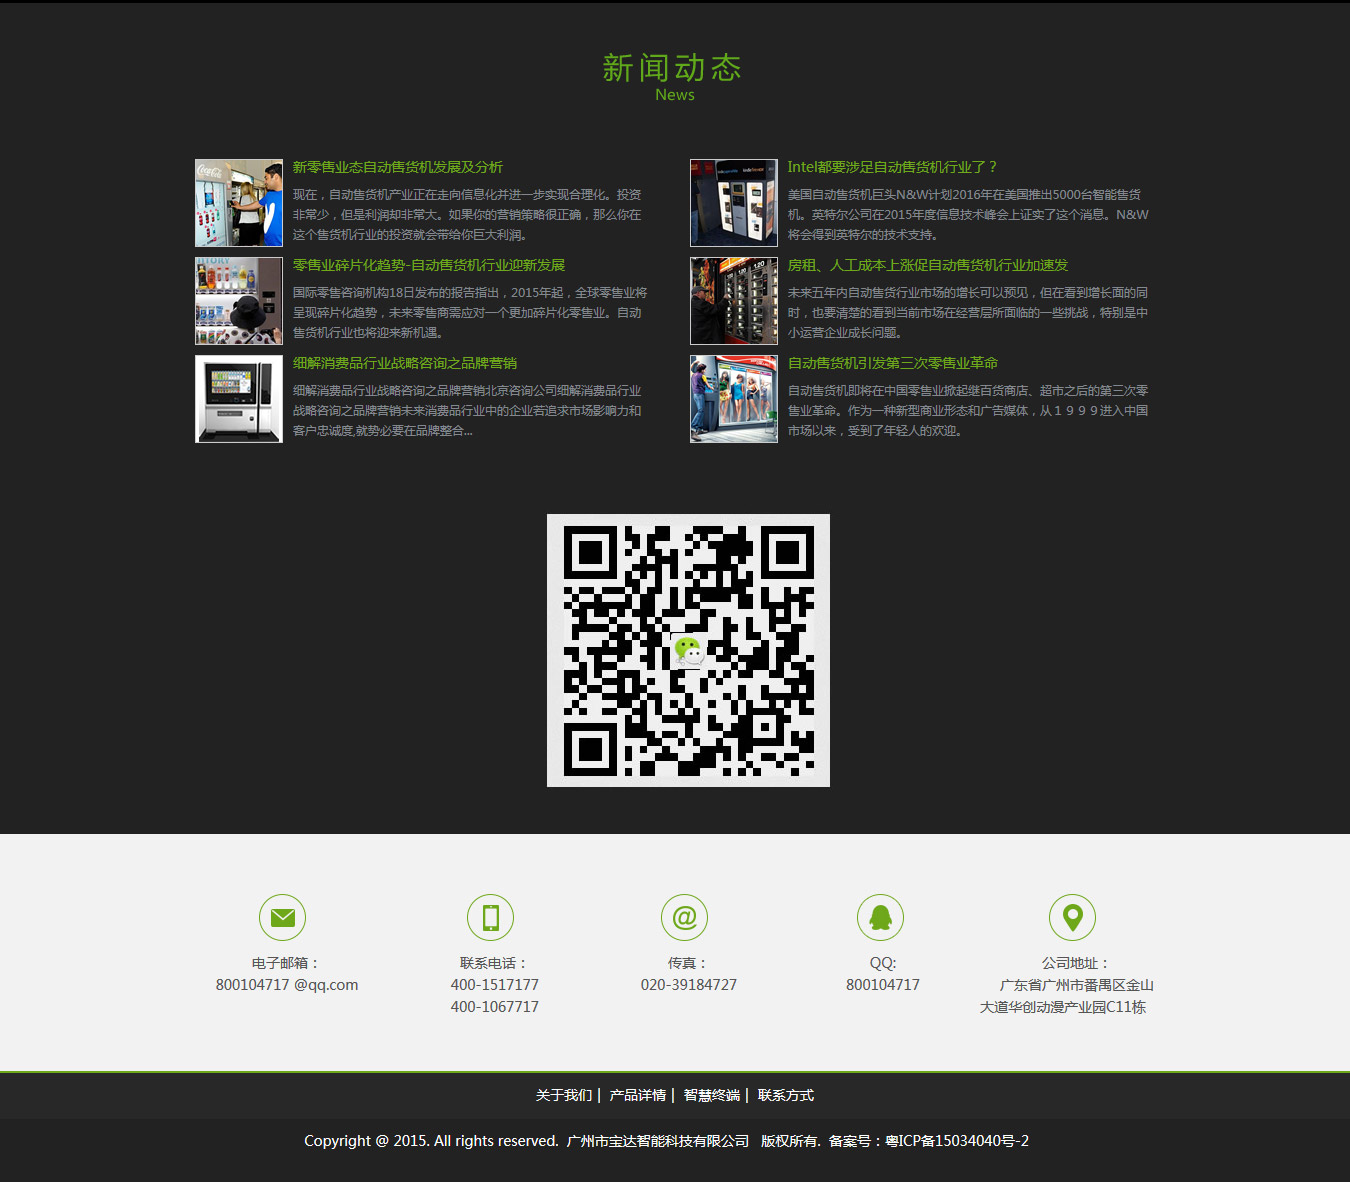 新闻动态
News
新零售业态自动售货机发展及分析
现在，自动售货机产业正在走向信息化并进一步实现合理化。投资
非常少，但是利润却非常大。如果你的营销策略很正确，那么你在
这个售货机行业的投资就会带给你巨大利润。
零售业碎片化趋势-自动售货机行业迎新发展
国际零售咨询机构18日发布的报告指出，2015年起，全球零售业将
呈现碎片化趋势，未来零售商需应对一个更加碎片化零售业。自动
售货机行业也将迎来新机遇。
细解消费品行业战略咨询之品牌营销
细解消费品行业战略咨询之品牌营销北京咨询公司细解消费品行业
战略咨询之品牌营销未来消费品行业中的企业若追求市场影响力和
客户忠诚度,就势必要在品牌整合...
Intel都要涉足自动售货机行业了？
美国自动售货机巨头N&W计划2016年在美国推出5000台智能售货
机。英特尔公司在2015年度信息技术峰会上证实了这个消息。N&W
将会得到英特尔的技术支持。
房租、人工成本上涨促自动售货机行业加速发
未来五年内自动售货行业市场的增长可以预见，但在看到增长面的同
时，也要清楚的看到当前市场在经营层所面临的一些挑战，特别是中
小运营企业成长问题。
自动售货机引发第三次零售业革命
自动售货机即将在中国零售业掀起继百货商店、超市之后的第三次零
售业革命。作为一种新型商业形态和广告媒体，从１９９９进入中国
市场以来，受到了年轻人的欢迎。
电子邮箱：
800104717 @qq.com
联系电话：
400-1517177
400-1067717
传真：
020-39184727
QQ:
800104717
公司地址：
广东省广州市番禺区金山
大道华创动漫产业园C11栋
关于我们 | 产品详情 | 智慧终端 | 联系方式
Copyright @ 2015. All rights reserved. 广州市宝达智能科技有限公司 版权所有. 备案号：粤ICP备15034040号-2